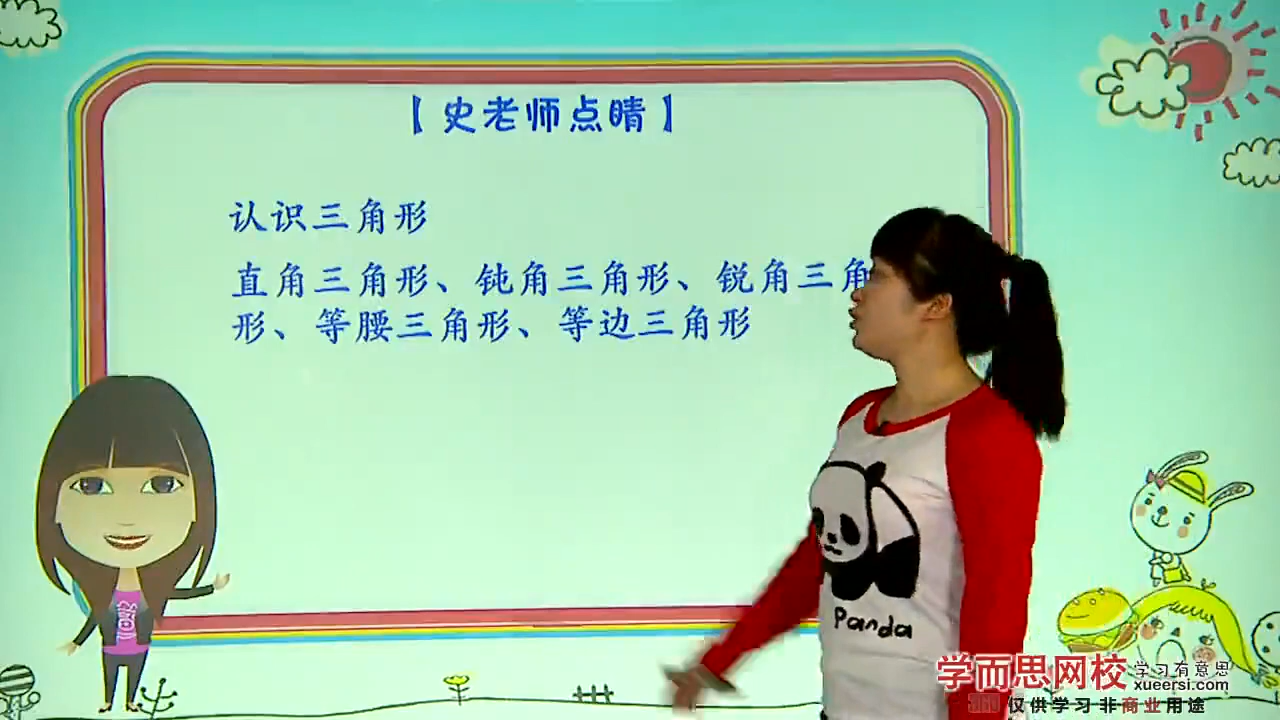 【史老师点睛】
认识三角形
直角三角形、钝角三角形、锐角三角
形、等腰三角形、等边三角形
Panda
学而思网校 学习有意思
xueersi.com
仅供学习 非商业用途